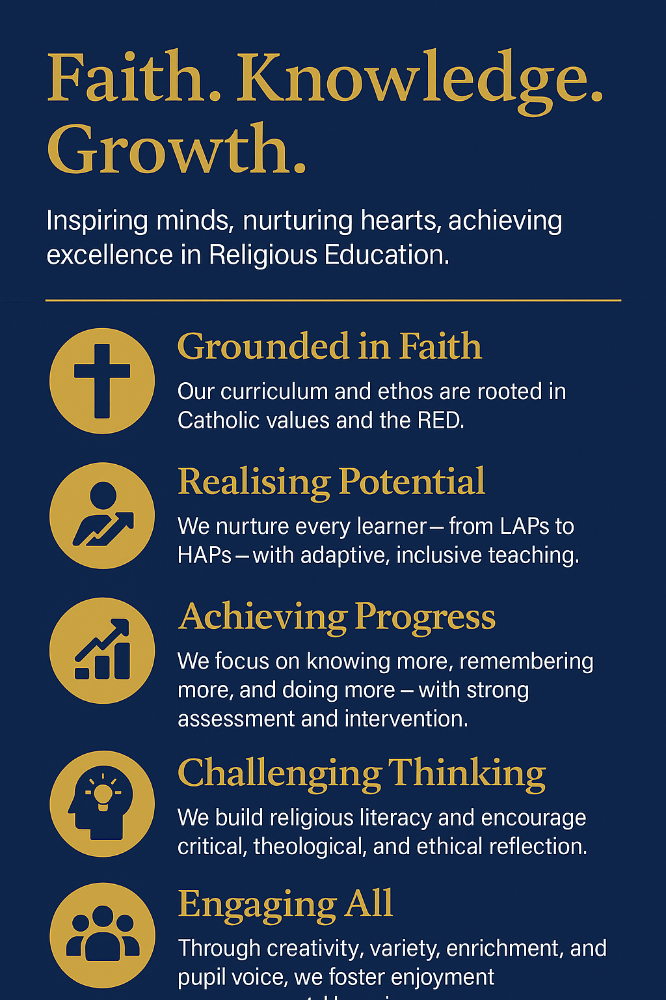 Faith. Knowledge.
Growth.
Inspiring minds, nurturing hearts, achieving
excellence in Religious Education.
Grounded in Faith
Our curriculum and ethos are rooted in
Catholic values and the RED.
Realising Potential
We nurture every learner – from LAPs to
HAPs – with adaptive, inclusive teaching.
Achieving Progress
We focus on knowing more, remembering
more, and doing more – with strong
assessment and intervention.
Challenging Thinking
We build religious literacy and encourage
critical, theological, and ethical reflection.
Engaging All
Through creativity, variety, enrichment, and
pupil voice, we foster enjoyment